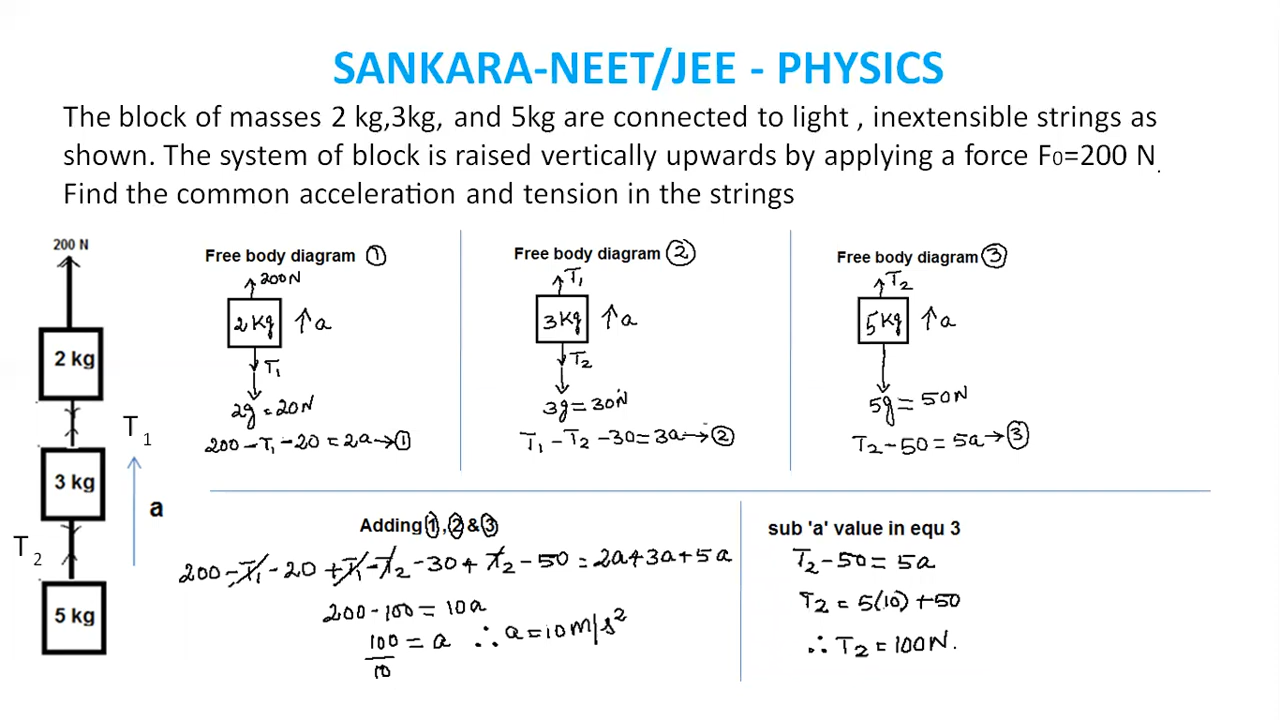 SANKARA-NEET/JEE - PHYSICS
The block of masses 2 kg,3kg, and 5kg are connected to light , inextensible strings as
shown. The system of block is raised vertically upwards by applying a force F₀=200 N.
Find the common acceleration and tension in the strings
200 N
2 kg
T₁
3 kg
a
T₂
5 kg
Free body diagram ①
200N
2Kg
a
T₁
2g = 20N
200-T₁-20 = 2a→①
Free body diagram ②
T₁
3Kg
a
T₂
3g = 30N
T₁-T₂-30 = 3a→②
Free body diagram ③
T₂
5Kg
a
5g = 50N
T₂-50 = 5a→③
Adding ①,②&③
200-T₁-20+T₁-T₂-30+T₂-50 = 2a+3a+5a
200-100 = 10a
100/10 = a ∴ a = 10m/s²
sub 'a' value in equ 3
T₂-50 = 5a
T₂ = 5(10)+50
∴ T₂ = 100N.